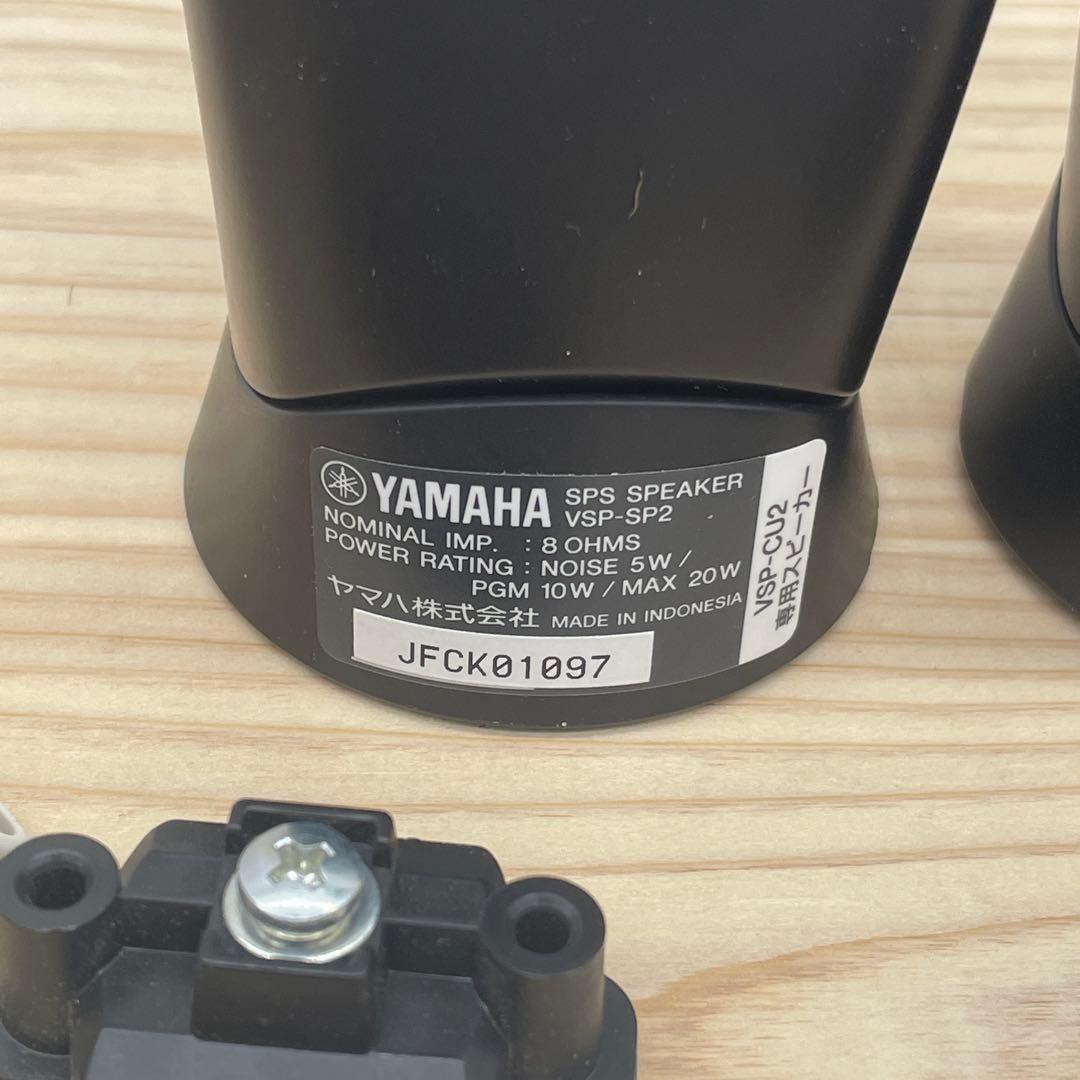 YAMAHA SPS SPEAKER
VSP-SP2
NOMINAL IMP. : 8 OHMS
POWER RATING : NOISE 5W /
PGM 10W / MAX 20W
ヤマハ株式会社 MADE IN INDONESIA
JFCK01097
VSP-CU2
専用スピーカー